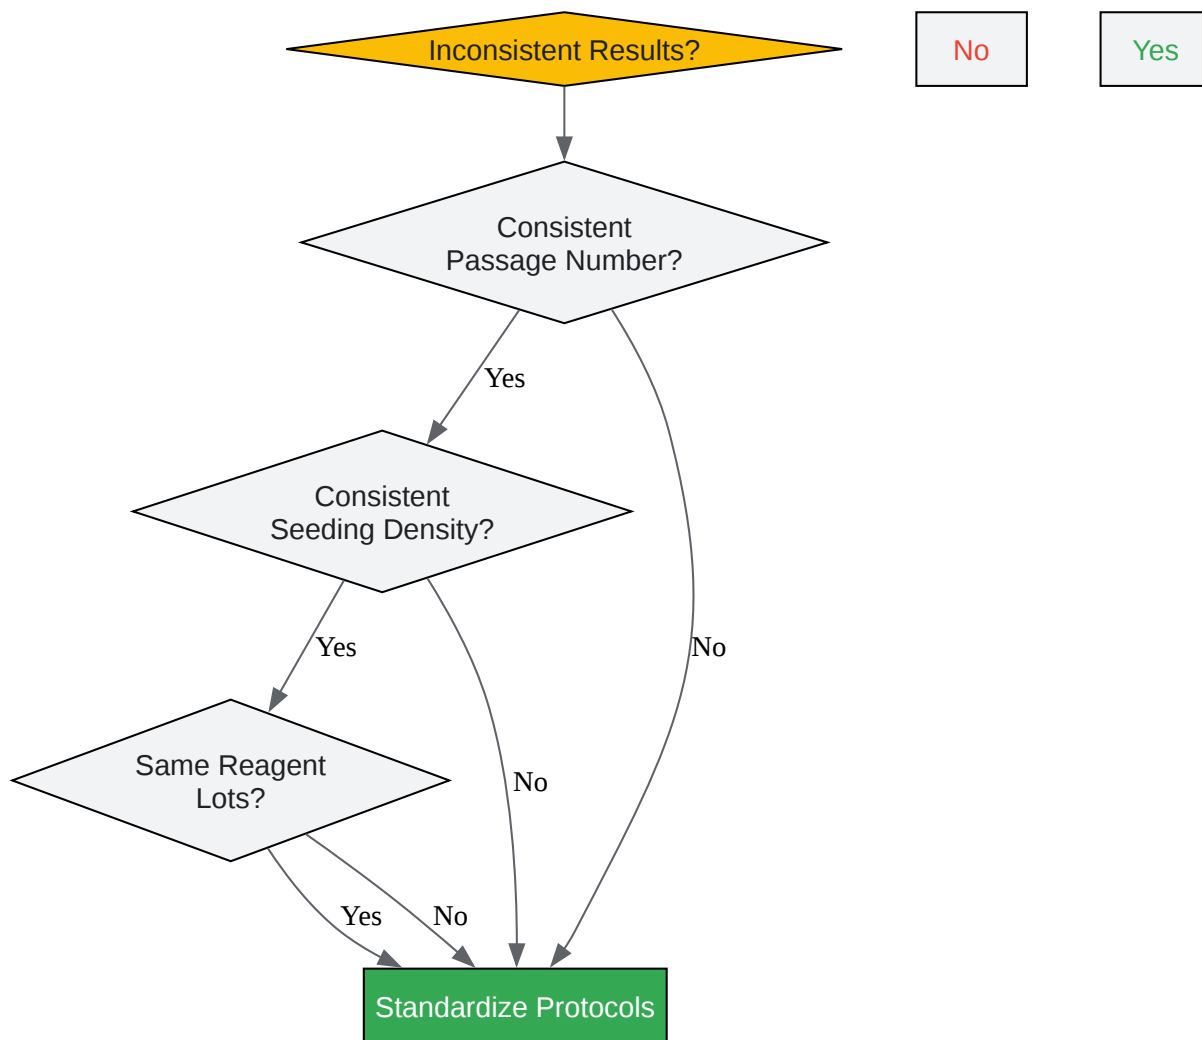 Inconsistent Results?
No
Yes
Consistent
Passage Number?
Yes
Consistent
Seeding Density?
Yes
No
Same Reagent
Lots?
No
Yes
No
Standardize Protocols